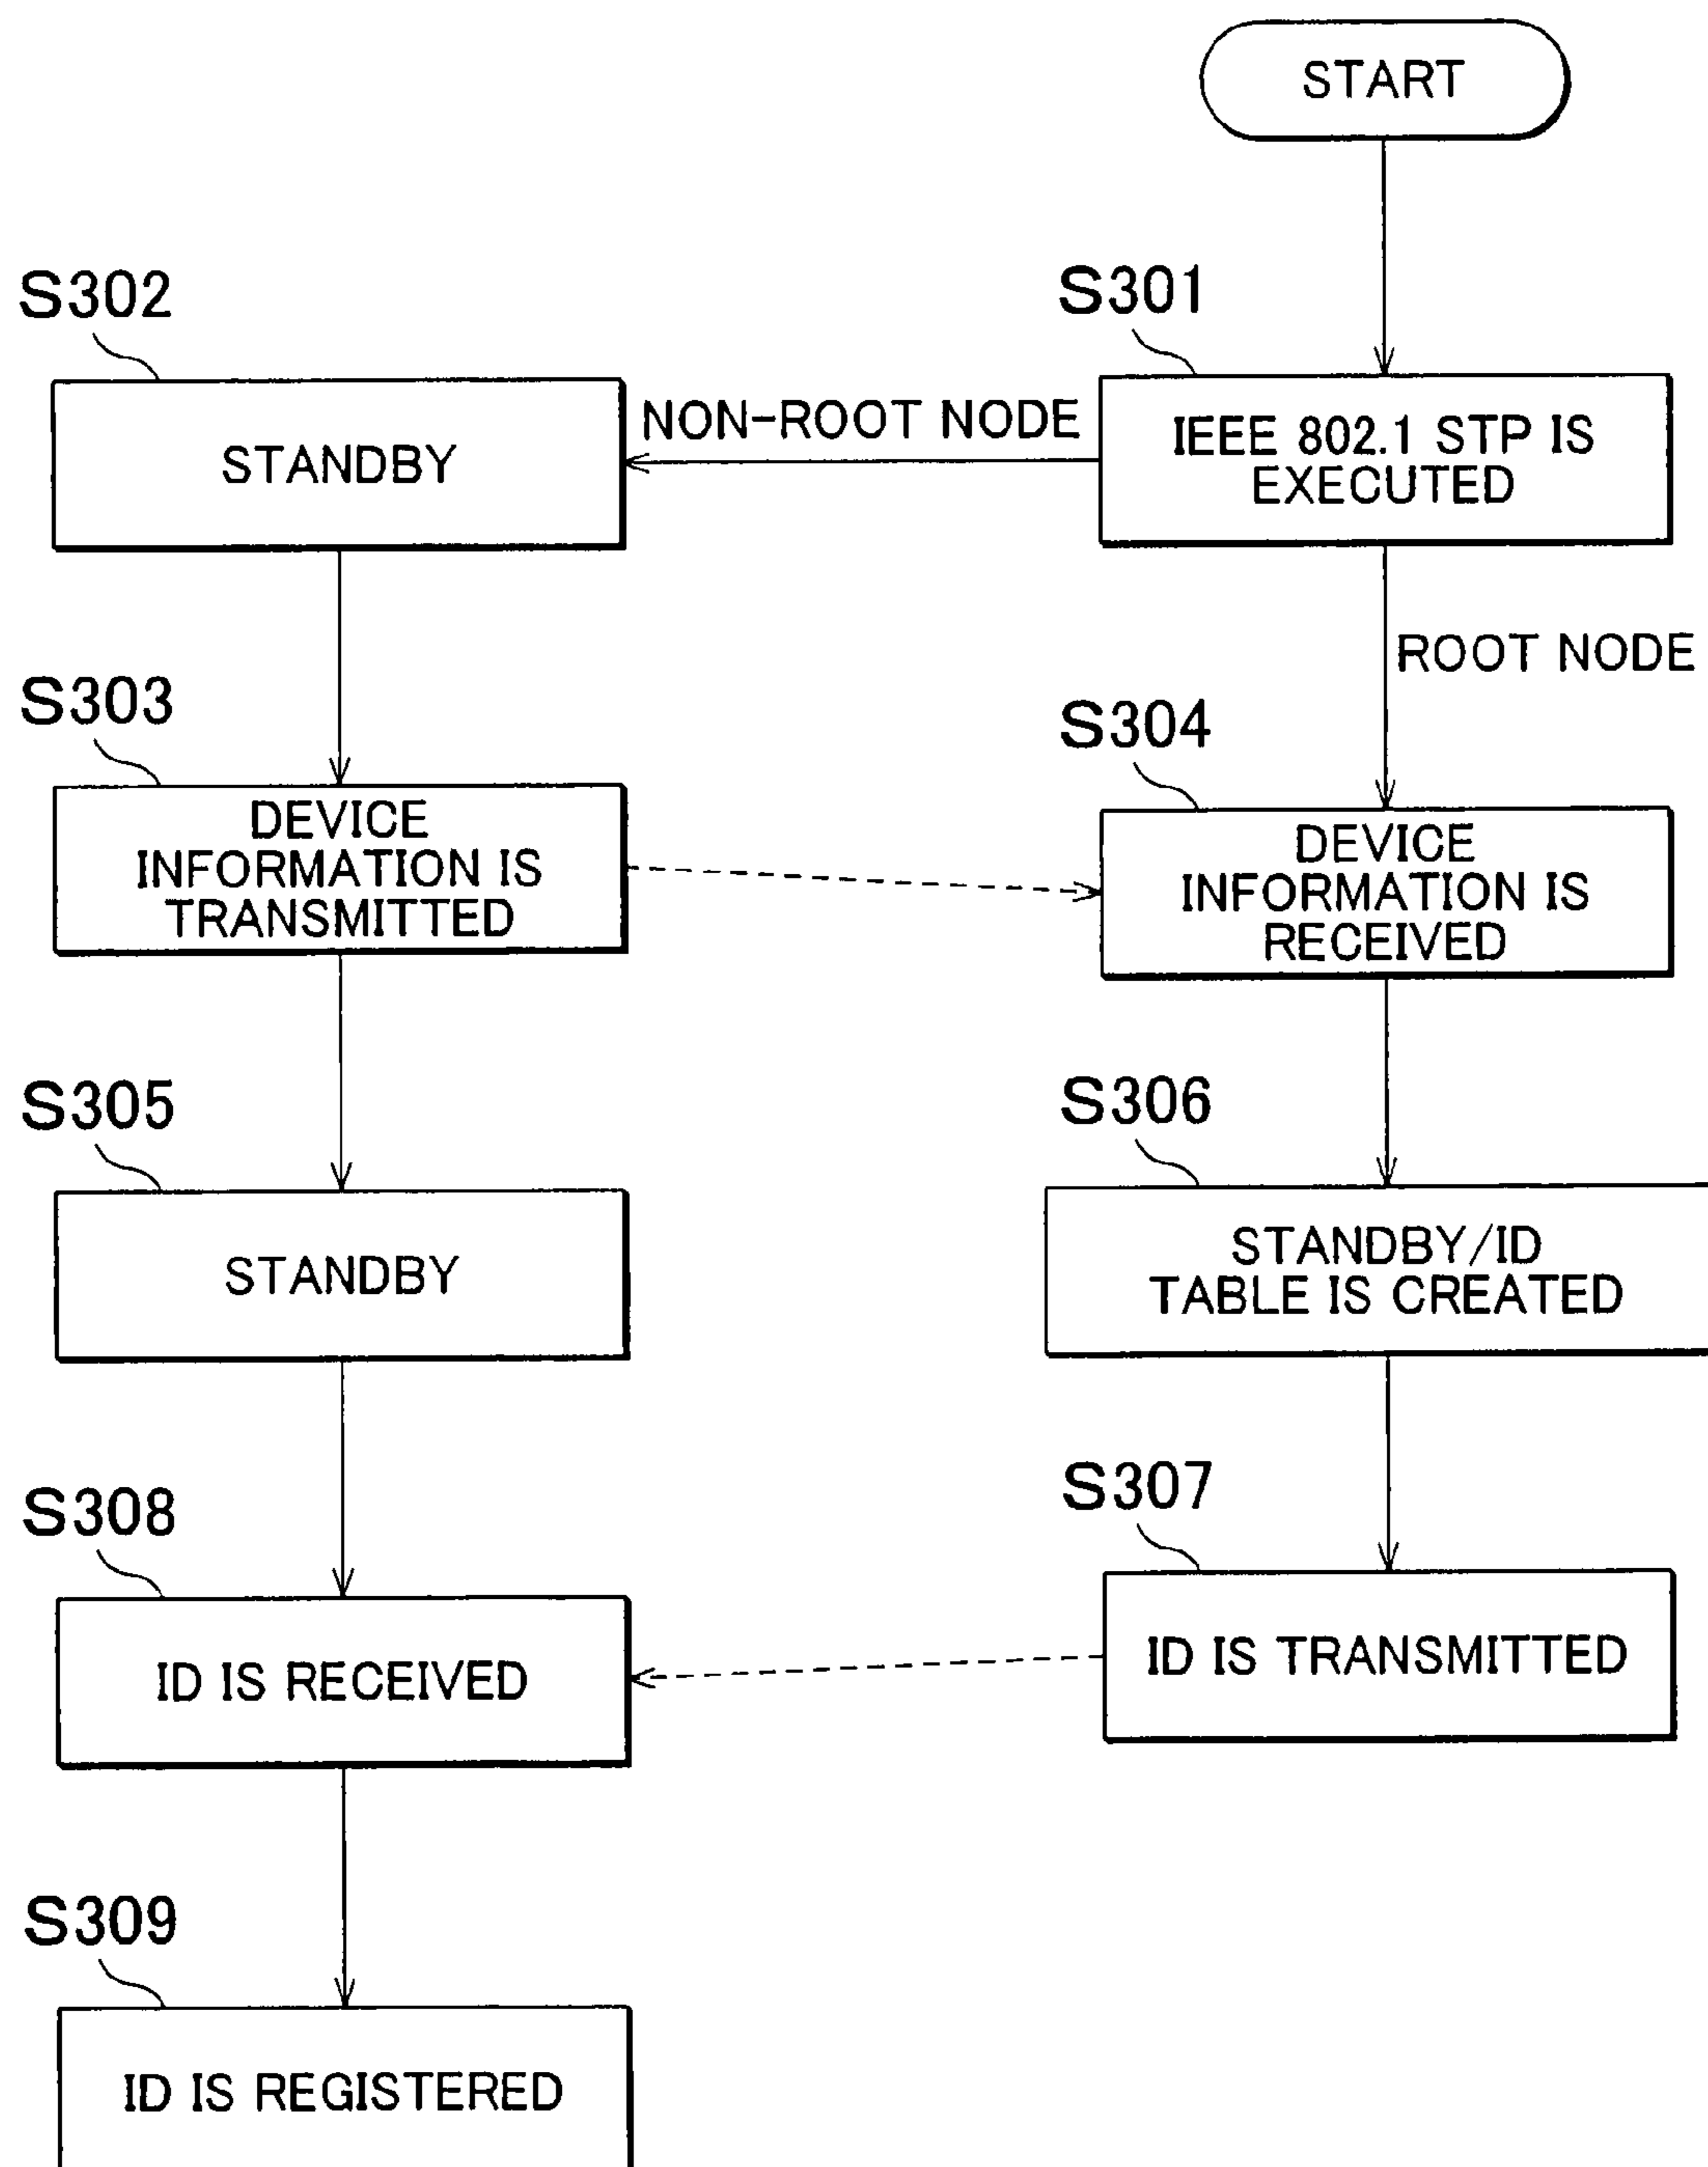 START
S302
S301
STANDBY
NON-ROOT NODE
IEEE 802.1 STP IS
EXECUTED
ROOT NODE
S303
S304
DEVICE
INFORMATION IS
TRANSMITTED
DEVICE
INFORMATION IS
RECEIVED
S305
S306
STANDBY
STANDBY/ID
TABLE IS CREATED
S308
S307
ID IS RECEIVED
ID IS TRANSMITTED
S309
ID IS REGISTERED